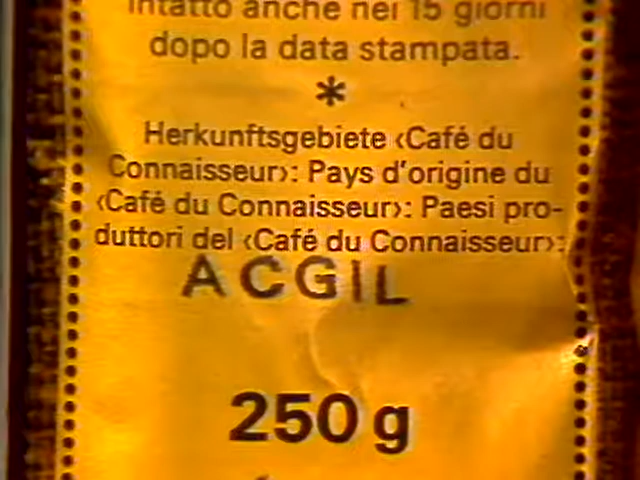 intatto anche nei 15 giorni
dopo la data stampata.
*
Herkunftsgebiete ‹Café du
Connaisseur›: Pays d'origine du
‹Café du Connaisseur›: Paesi pro-
duttori del ‹Café du Connaisseur›:
ACGIL
250 g